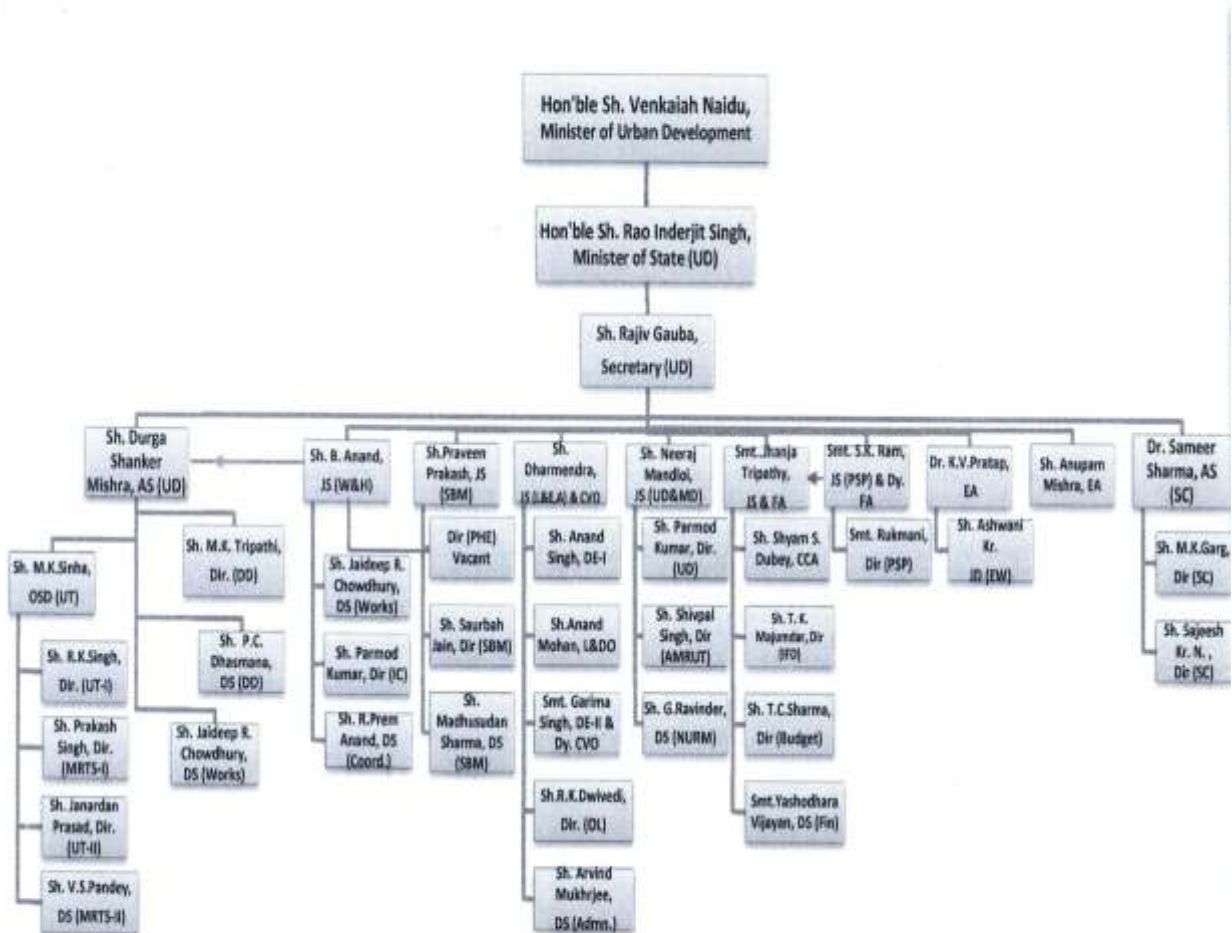 Hon'ble Sh. Venkaiah Naidu,
Minister of Urban Development
Hon'ble Sh. Rao Inderjit Singh,
Minister of State (UD)
Sh. Rajiv Gauba,
Secretary (UD)
Sh. Durga
Shanker
Mishra, AS (UD)
Sh. B. Anand,
JS (W&H)
Sh.Praveen
Prakash, JS
(SBM)
Sh.
Dharmendra,
JS (L&E,A) & CVO
Sh. Neeraj
Mandloi,
JS (UD&MD)
Smt. Jhanja
Tripathy,
JS & FA
Smt. S.K. Ram,
JS (PSP) & Dy.
FA
Dr. K.V.Pratap,
EA
Sh. Anupam
Mishra, EA
Dr. Sameer
Sharma, AS
(SC)
Sh. M.K.Sinha,
OSD (UT)
Sh. M.K. Tripathi,
Dir. (DD)
Sh. P.C.
Dhasmana,
DS (DD)
Sh. Jaideep R.
Chowdhury,
DS (Works)
Sh. R.K.Singh,
Dir. (UT-I)
Sh. Prakash
Singh, Dir.
(MRTS-I)
Sh. Janardan
Prasad, Dir.
(UT-II)
Sh. V.S.Pandey,
DS (MRTS-II)
Sh. Jaideep R.
Chowdhury,
DS (Works)
Sh. Parmod
Kumar, Dir (IC)
Sh. R.Prem
Anand, DS
(Coord.)
Dir (PHE)
Vacant
Sh. Saurbah
Jain, Dir (SBM)
Sh.
Madhusudan
Sharma, DS
(SBM)
Sh. Anand
Singh, DE-I
Sh.Anand
Mohan, L&DO
Smt. Garima
Singh, DE-II &
Dy. CVO
Sh.R.K.Dwivedi,
Dir. (OL)
Sh. Arvind
Mukhrjee,
DS (Admn.)
Sh. Parmod
Kumar, Dir.
(UD)
Sh. Shivpal
Singh, Dir
(AMRUT)
Sh. G.Ravinder,
DS (NURM)
Sh. Shyam S.
Dubey, CCA
Sh. T. K.
Majumdar, Dir
(IFD)
Sh. T.C.Sharma,
Dir (Budget)
Smt.Yashodhara
Vijayan, DS (Fin)
Smt. Rukmani,
Dir (PSP)
Sh. Ashwani
Kr.
JD (EW)
Sh. M.K.Garg,
Dir (SC)
Sh. Sajeesh
Kr. N. ,
Dir (SC)